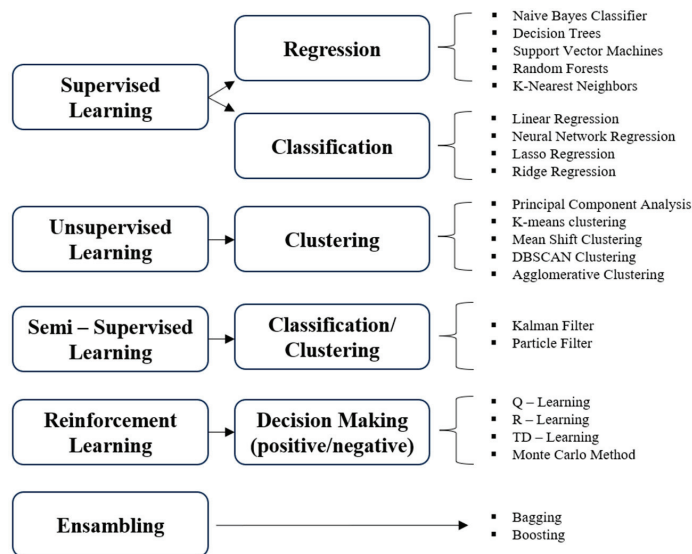 Supervised
Learning
Regression
▪ Naive Bayes Classifier
▪ Decision Trees
▪ Support Vector Machines
▪ Random Forests
▪ K-Nearest Neighbors
Classification
▪ Linear Regression
▪ Neural Network Regression
▪ Lasso Regression
▪ Ridge Regression
Unsupervised
Learning
Clustering
▪ Principal Component Analysis
▪ K-means clustering
▪ Mean Shift Clustering
▪ DBSCAN Clustering
▪ Agglomerative Clustering
Semi – Supervised
Learning
Classification/
Clustering
▪ Kalman Filter
▪ Particle Filter
Reinforcement
Learning
Decision Making
(positive/negative)
▪ Q – Learning
▪ R – Learning
▪ TD – Learning
▪ Monte Carlo Method
Ensambling
▪ Bagging
▪ Boosting